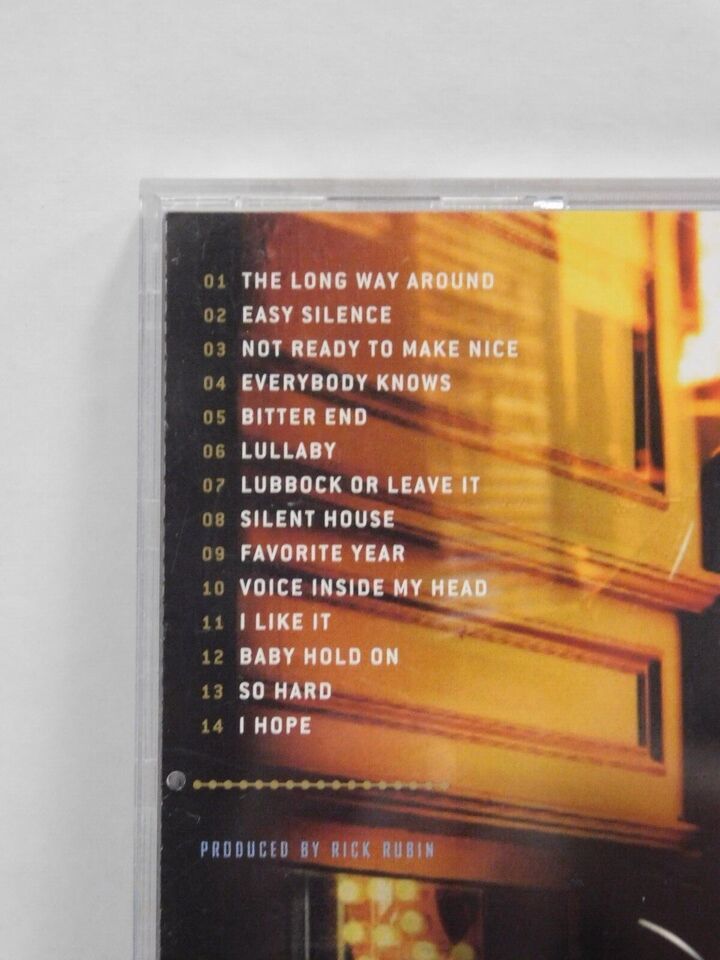 01 THE LONG WAY AROUND
02 EASY SILENCE
03 NOT READY TO MAKE NICE
04 EVERYBODY KNOWS
05 BITTER END
06 LULLABY
07 LUBBOCK OR LEAVE IT
08 SILENT HOUSE
09 FAVORITE YEAR
10 VOICE INSIDE MY HEAD
11 I LIKE IT
12 BABY HOLD ON
13 SO HARD
14 I HOPE
PRODUCED BY RICK RUBIN